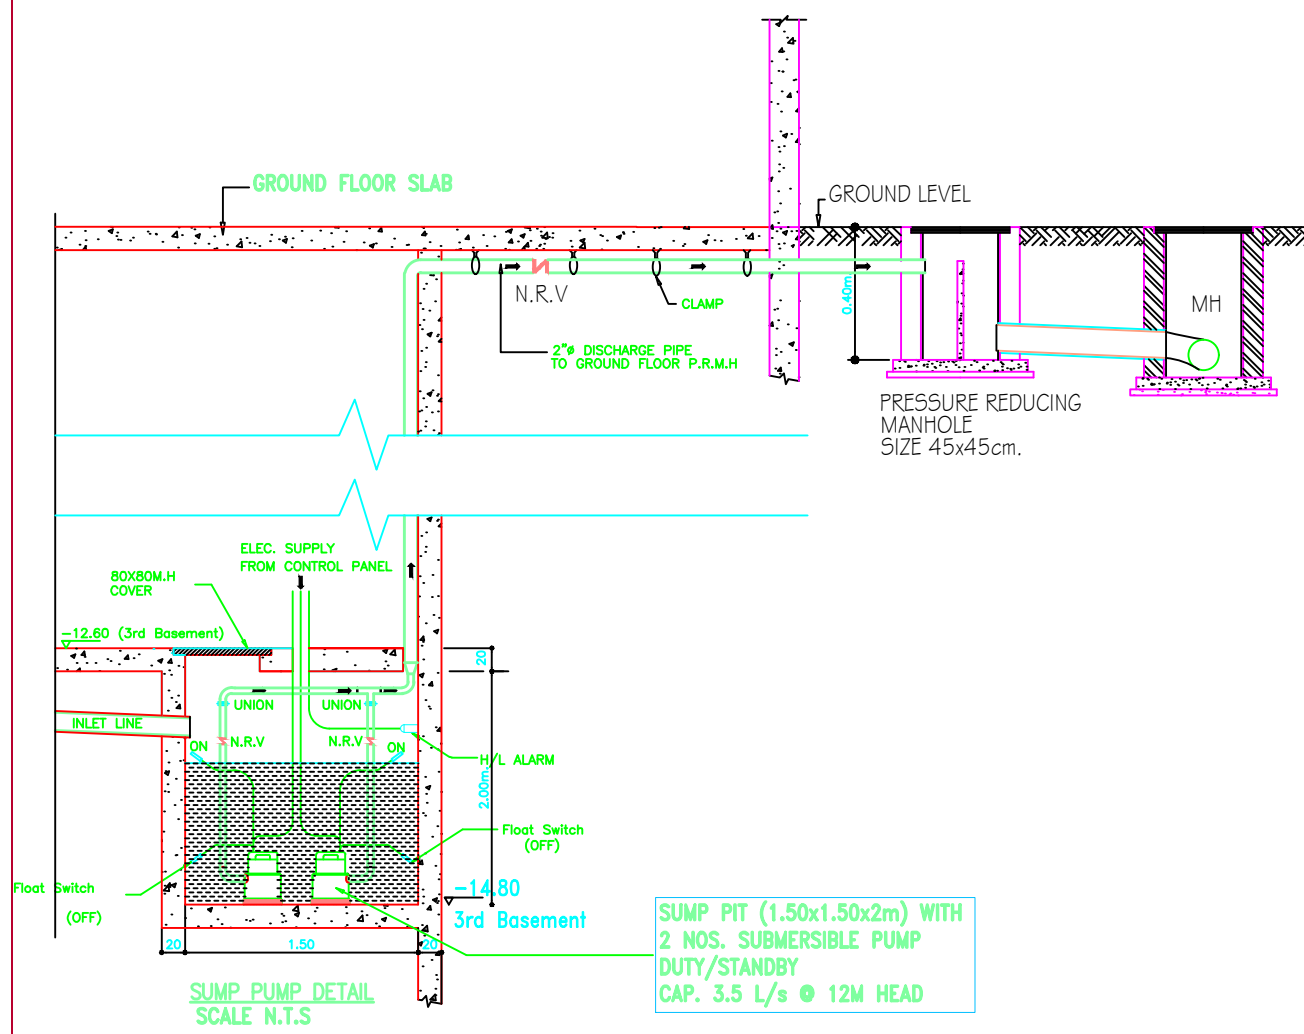 GROUND FLOOR SLAB
GROUND LEVEL
N.R.V
CLAMP
0.40m.
MH
2"ø DISCHARGE PIPE
TO GROUND FLOOR P.R.M.H
PRESSURE REDUCING
MANHOLE
SIZE 45x45cm.
ELEC. SUPPLY
FROM CONTROL PANEL
80X80M.H
COVER
-12.60 (3rd Basement)
20
UNION
UNION
INLET LINE
ON
N.R.V
N.R.V
ON
H/L ALARM
2.00m.
Float Switch
(OFF)
Float Switch
(OFF)
-14.80
3rd Basement
20
1.50
20
SUMP PIT (1.50x1.50x2m) WITH
2 NOS. SUBMERSIBLE PUMP
DUTY/STANDBY
CAP. 3.5 L/s @ 12M HEAD
SUMP PUMP DETAIL
SCALE N.T.S